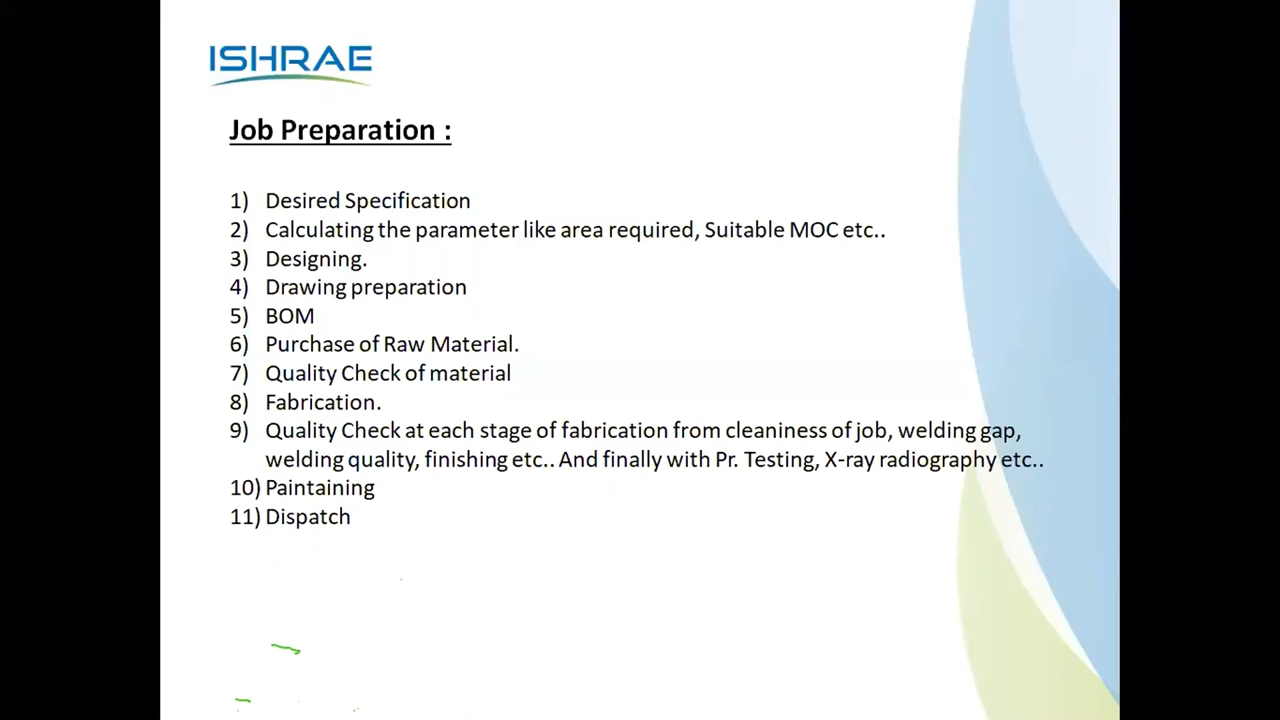 ISHRAE
Job Preparation :
1) Desired Specification
2) Calculating the parameter like area required, Suitable MOC etc..
3) Designing.
4) Drawing preparation
5) BOM
6) Purchase of Raw Material.
7) Quality Check of material
8) Fabrication.
9) Quality Check at each stage of fabrication from cleaniness of job, welding gap,
welding quality, finishing etc.. And finally with Pr. Testing, X-ray radiography etc..
10) Paintaining
11) Dispatch